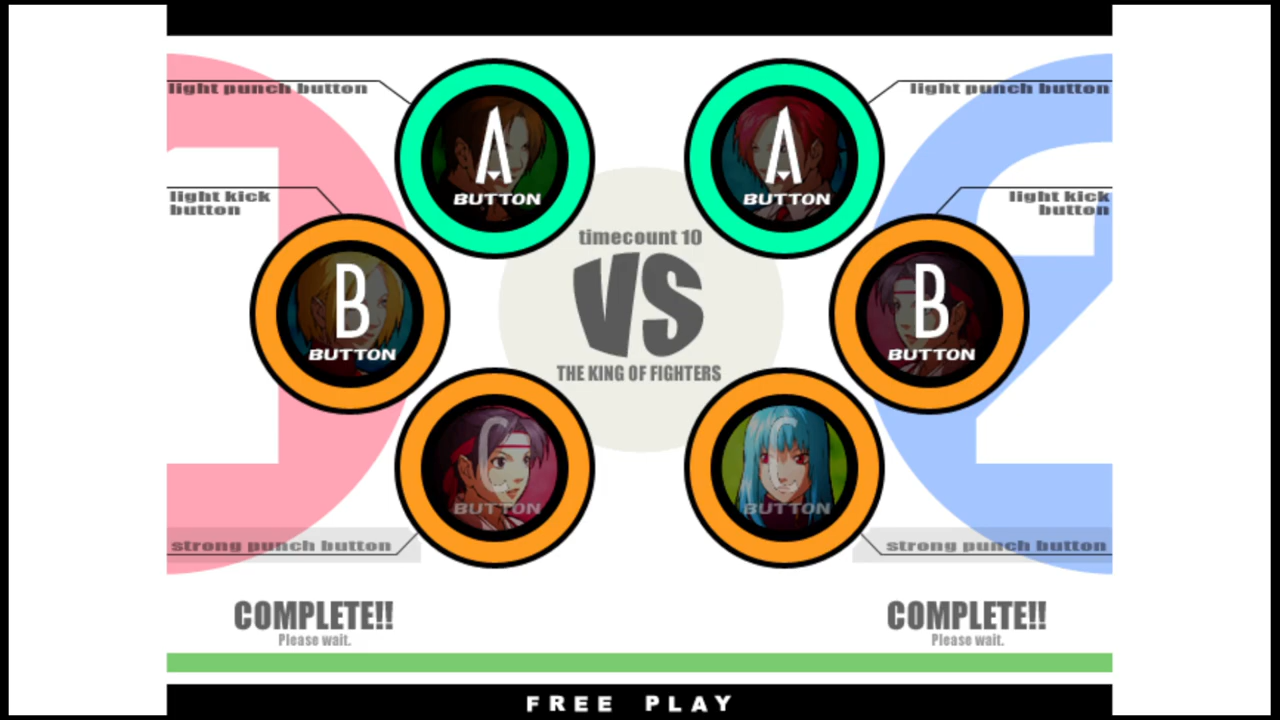 light punch button
light punch button
A
BUTTON
A
BUTTON
light kick
button
light kick
button
timecount 10
VS
THE KING OF FIGHTERS
B
BUTTON
B
BUTTON
C
BUTTON
C
BUTTON
strong punch button
strong punch button
1
2
COMPLETE!!
Please wait.
COMPLETE!!
Please wait.
FREE PLAY